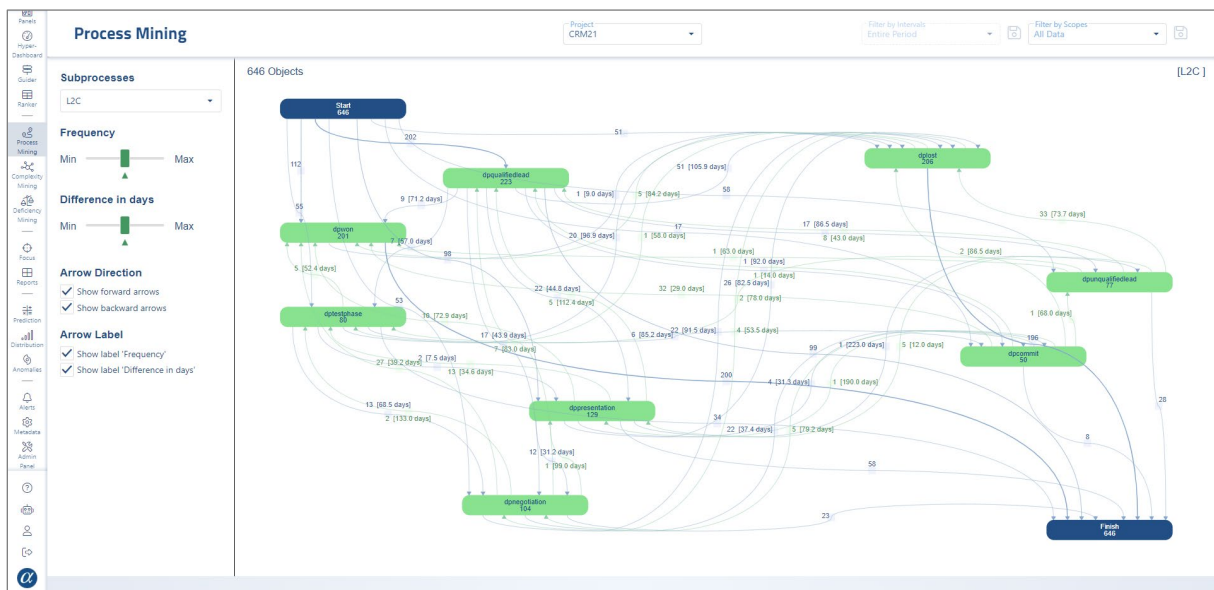 Panels
Hyper-
Dashboard
Guider
Ranker
Process
Mining
Complexity
Mining
Deficiency
Mining
Focus
Reports
Prediction
Distribution
Anomalies
Alerts
Metadata
Admin
Panel
α
Process Mining
Project
CRM21
Filter by Intervals
Entire Period
Filter by Scopes
All Data
Subprocesses
L2C
Frequency
Min
Max
Difference in days
Min
Max
Arrow Direction
Show forward arrows
Show backward arrows
Arrow Label
Show label 'Frequency'
Show label 'Difference in days'
646 Objects
[L2C ]
Start
646
51
202
dplost
206
112
51 [105.9 days]
dpqualifiedlead
223
1 [9.0 days]
5 [84.2 days]
58
9 [71.2 days]
55
33 [73.7 days]
dpwon
201
17
17 [86.5 days]
20 [96.9 days]
1 [56.0 days]
8 [43.0 days]
7 [57.0 days]
98
1 [63.0 days]
2 [86.5 days]
1 [92.0 days]
5 [52.4 days]
1 [14.0 days]
dpunqualifiedlead
77
22 [44.8 days]
32 [29.0 days]
26 [82.5 days]
53
5 [112.4 days]
2 [78.0 days]
dptestphase
80
18 [72.9 days]
1 [68.0 days]
22 [91.5 days]
4 [53.5 days]
17 [43.9 days]
6 [85.2 days]
196
7 [83.0 days]
99
1 [223.0 days]
5 [12.0 days]
dpcommit
50
2 [7.5 days]
27 [39.2 days]
13 [34.6 days]
200
4 [31.3 days]
1 [190.0 days]
28
13 [68.5 days]
dppresentation
129
2 [133.0 days]
34
22 [37.4 days]
5 [79.2 days]
8
12 [31.2 days]
1 [99.0 days]
58
dpnegotiation
104
23
Finish
646